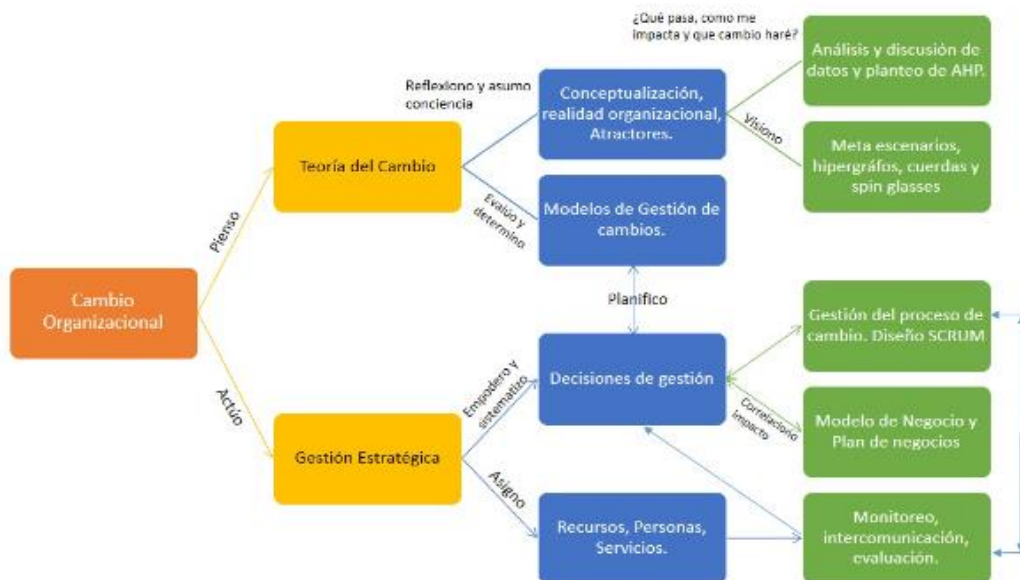 ¿Qué pasa, como me
impacta y que cambio haré?
Análisis y discusión de
datos y planteo de AHP.
Reflexiono y asumo
conciencia
Conceptualización,
realidad organizacional,
Atractores.
Visiono
Meta escenarios,
hipergráfos, cuerdas y
spin glasses
Teoría del Cambio
Evalúo y
determino
Modelos de Gestión de
cambios.
Pienso
Planifico
Cambio
Organizacional
Gestión del proceso de
cambio. Diseño SCRUM
Empodero y
sistematizo
Decisiones de gestión
Correlaciono
impacto
Modelo de Negocio y
Plan de negocios
Actúo
Gestión Estratégica
Asigno
Recursos, Personas,
Servicios.
Monitoreo,
intercomunicación,
evaluación.